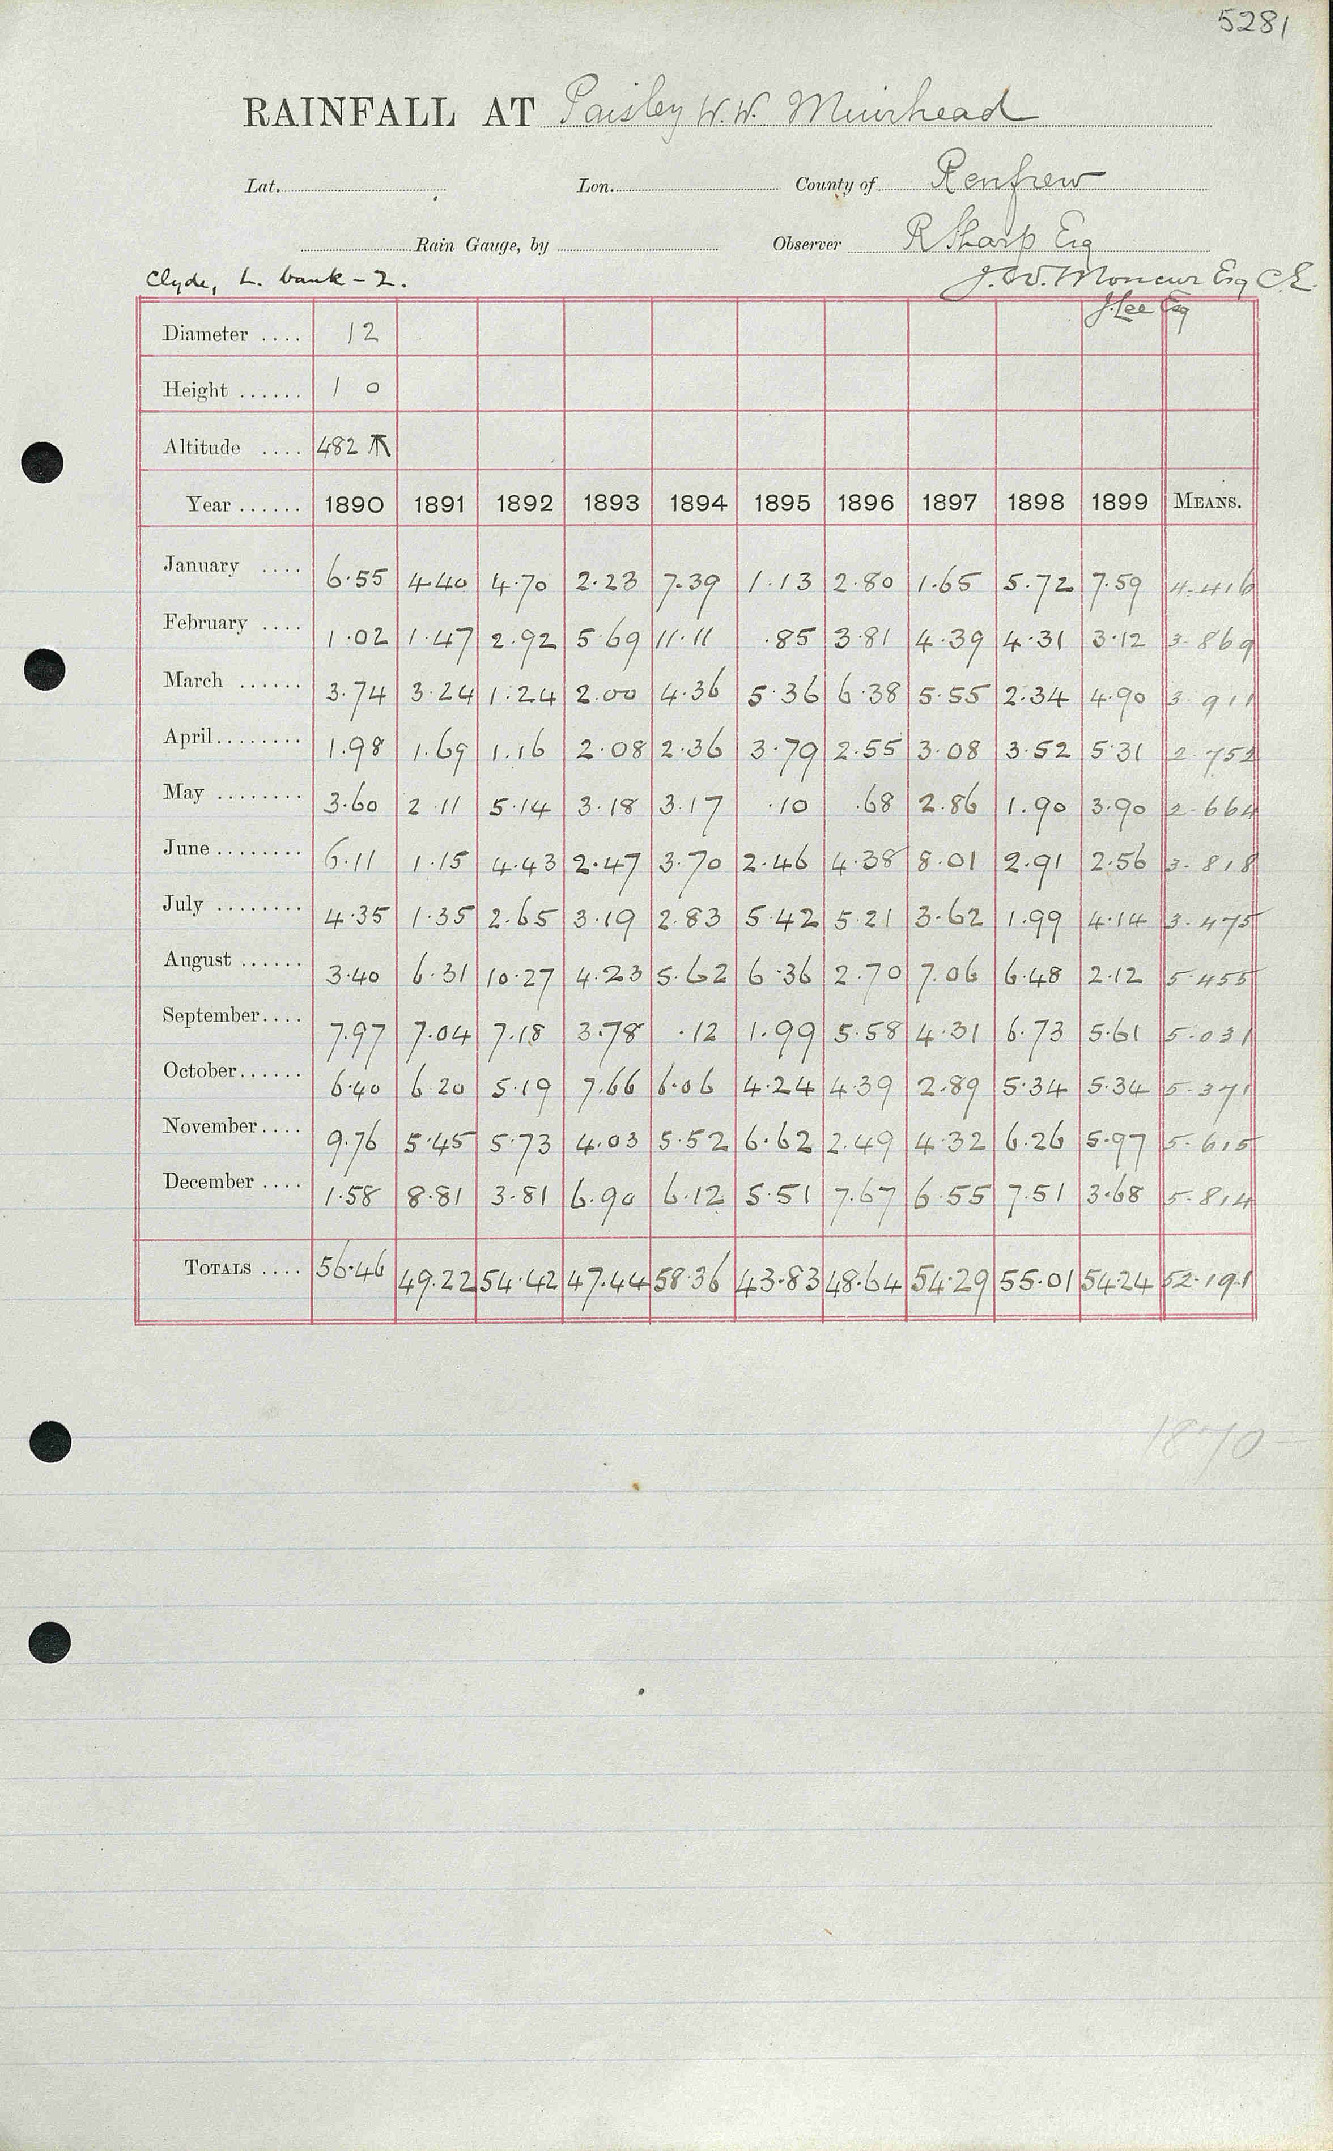 5281
RAINFALL AT Paisley W.W. Muirhead
Lat. Lon. County of Renfrew
Rain Gauge, by Observer R Sharp Esq
Clyde, L. bank - 2. J. W. Moncur Esq C.E.
J. Lee Esq
Diameter .... 12
Height ...... 1 0
Altitude .... 482
Year ...... 1890 1891 1892 1893 1894 1895 1896 1897 1898 1899 MEANS.
January .... 6.55 4.40 4.70 2.23 7.39 1.13 2.80 1.65 5.72 7.59 4.416
February .... 1.02 1.47 2.92 5.69 11.11 .85 3.81 4.39 4.31 3.12 3.869
March ...... 3.74 3.24 1.24 2.00 4.36 5.36 6.38 5.55 2.34 4.90 3.911
April........ 1.98 1.69 1.16 2.08 2.36 3.79 2.55 3.08 3.52 5.31 2.752
May ........ 3.60 2.11 5.14 3.18 3.17 .10 .68 2.86 1.90 3.90 2.664
June ........ 6.11 1.15 4.43 2.47 3.70 2.46 4.38 8.01 2.91 2.56 3.818
July ........ 4.35 1.35 2.65 3.19 2.83 5.42 5.21 3.62 1.99 4.14 3.475
August ...... 3.40 6.31 10.27 4.23 5.62 6.36 2.70 7.06 6.48 2.12 5.455
September.... 7.97 7.04 7.18 3.78 .12 1.99 5.58 4.31 6.73 5.61 5.031
October...... 6.40 6.20 5.19 7.66 6.06 4.24 4.39 2.89 5.34 5.34 5.371
November.... 9.76 5.45 5.73 4.03 5.52 6.62 2.49 4.32 6.26 5.97 5.615
December .... 1.58 8.81 3.81 6.90 6.12 5.51 7.67 6.55 7.51 3.68 5.814
TOTALS .... 56.46 49.22 54.42 47.44 58.36 43.83 48.64 54.29 55.01 54.24 52.191
1870